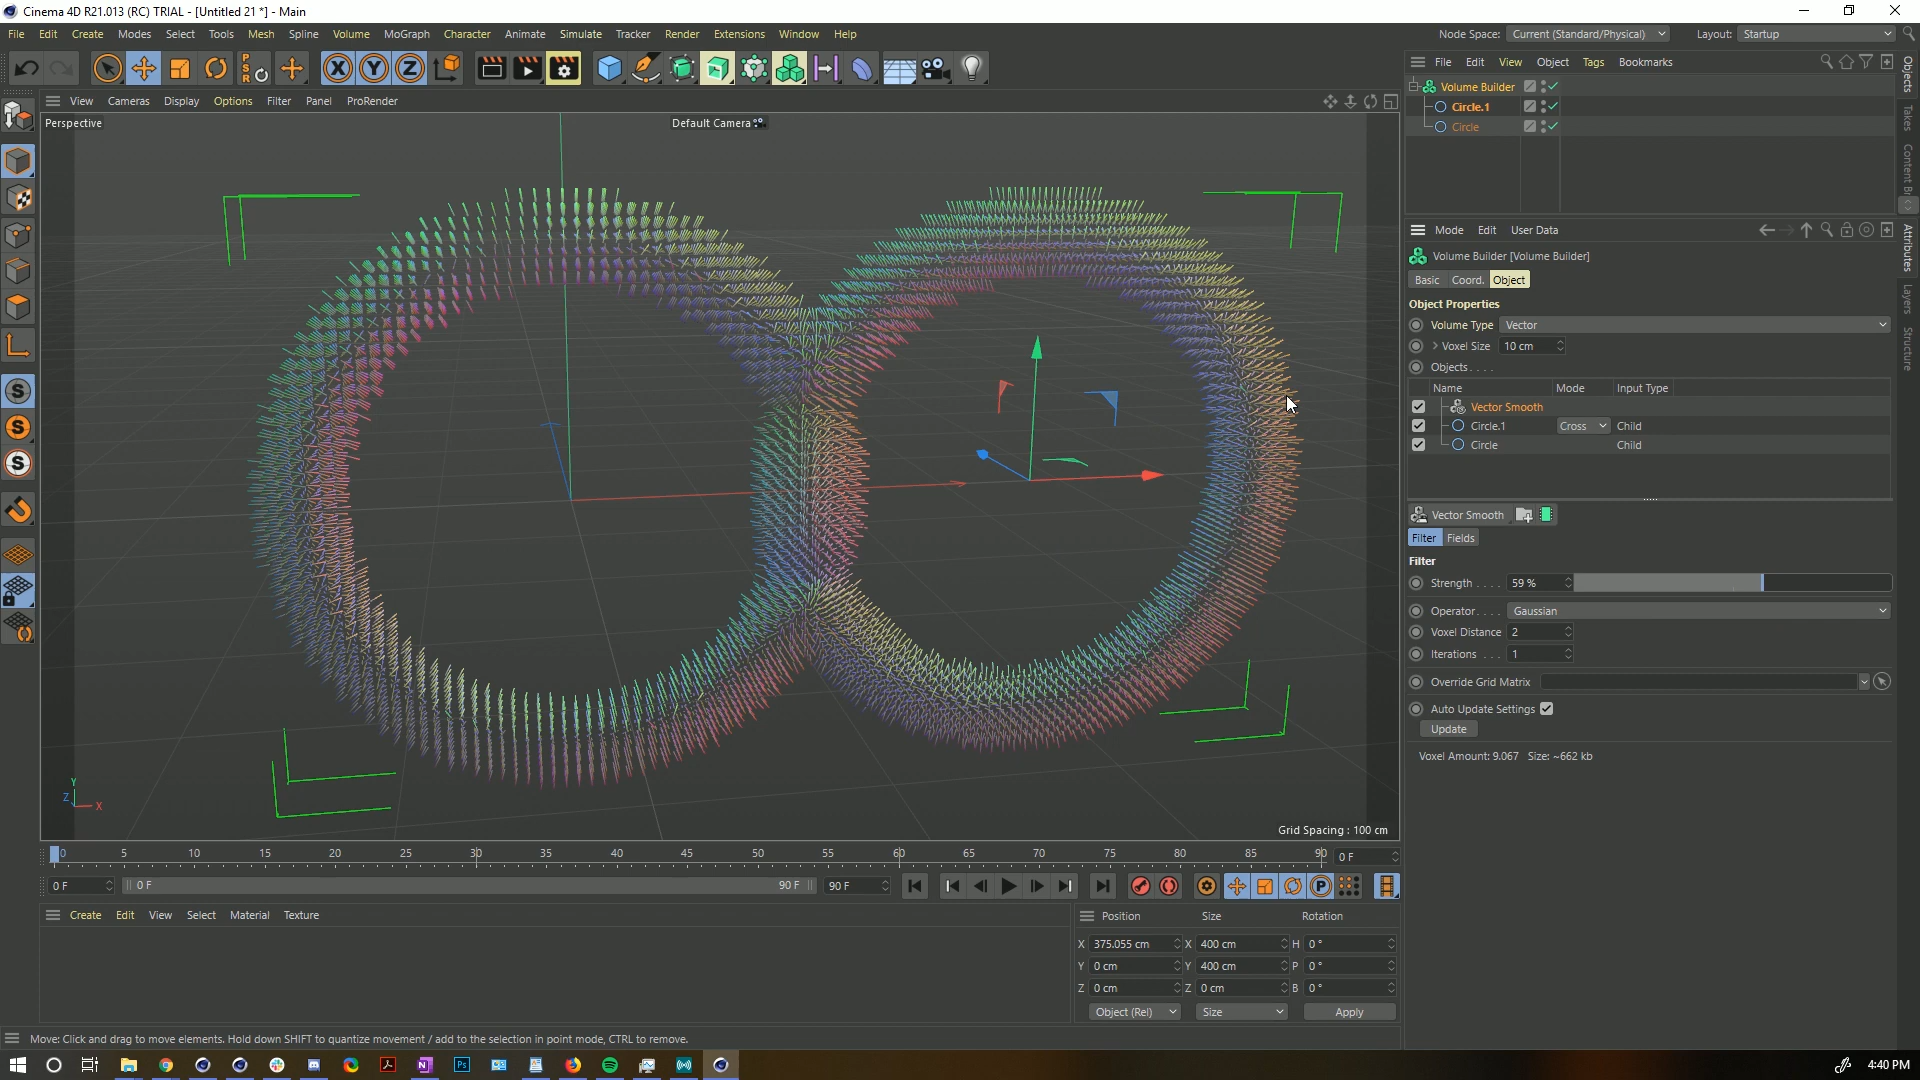 Cinema 4D R21.013 (RC) TRIAL - [Untitled 21 *] - Main
File Edit Create Modes Select Tools Mesh Spline Volume MoGraph Character Animate Simulate Tracker Render Extensions Window Help
Node Space: Current (Standard/Physical) Layout: Startup
X Y Z
PSR
File Edit View Object Tags Bookmarks
Objects
Takes
Content Br
Volume Builder
Circle.1
Circle
View Cameras Display Options Filter Panel ProRender
Perspective
Default Camera
Mode Edit User Data
Attributes
Layers
Structure
Volume Builder [Volume Builder]
Basic Coord. Object
Object Properties
Volume Type Vector
Voxel Size 10 cm
Objects. . . .
Name Mode Input Type
Vector Smooth
Circle.1 Cross Child
Circle Child
Vector Smooth
Filter Fields
Filter
Strength . . . . 59 %
Operator. . . . Gaussian
Voxel Distance 2
Iterations . . . 1
Override Grid Matrix
Auto Update Settings
Update
Voxel Amount: 9.067 Size: ~662 kb
S
S
S
Y
Z X
Grid Spacing : 100 cm
0 5 10 15 20 25 30 35 40 45 50 55 60 65 70 75 80 85 90 0 F
0 F 0 F 90 F 90 F
P
Create Edit View Select Material Texture
Position Size Rotation
X 375.055 cm X 400 cm H 0 °
Y 0 cm Y 400 cm P 0 °
Z 0 cm Z 0 cm B 0 °
Object (Rel) Size Apply
Move: Click and drag to move elements. Hold down SHIFT to quantize movement / add to the selection in point mode, CTRL to remove.
N Ps
4:40 PM